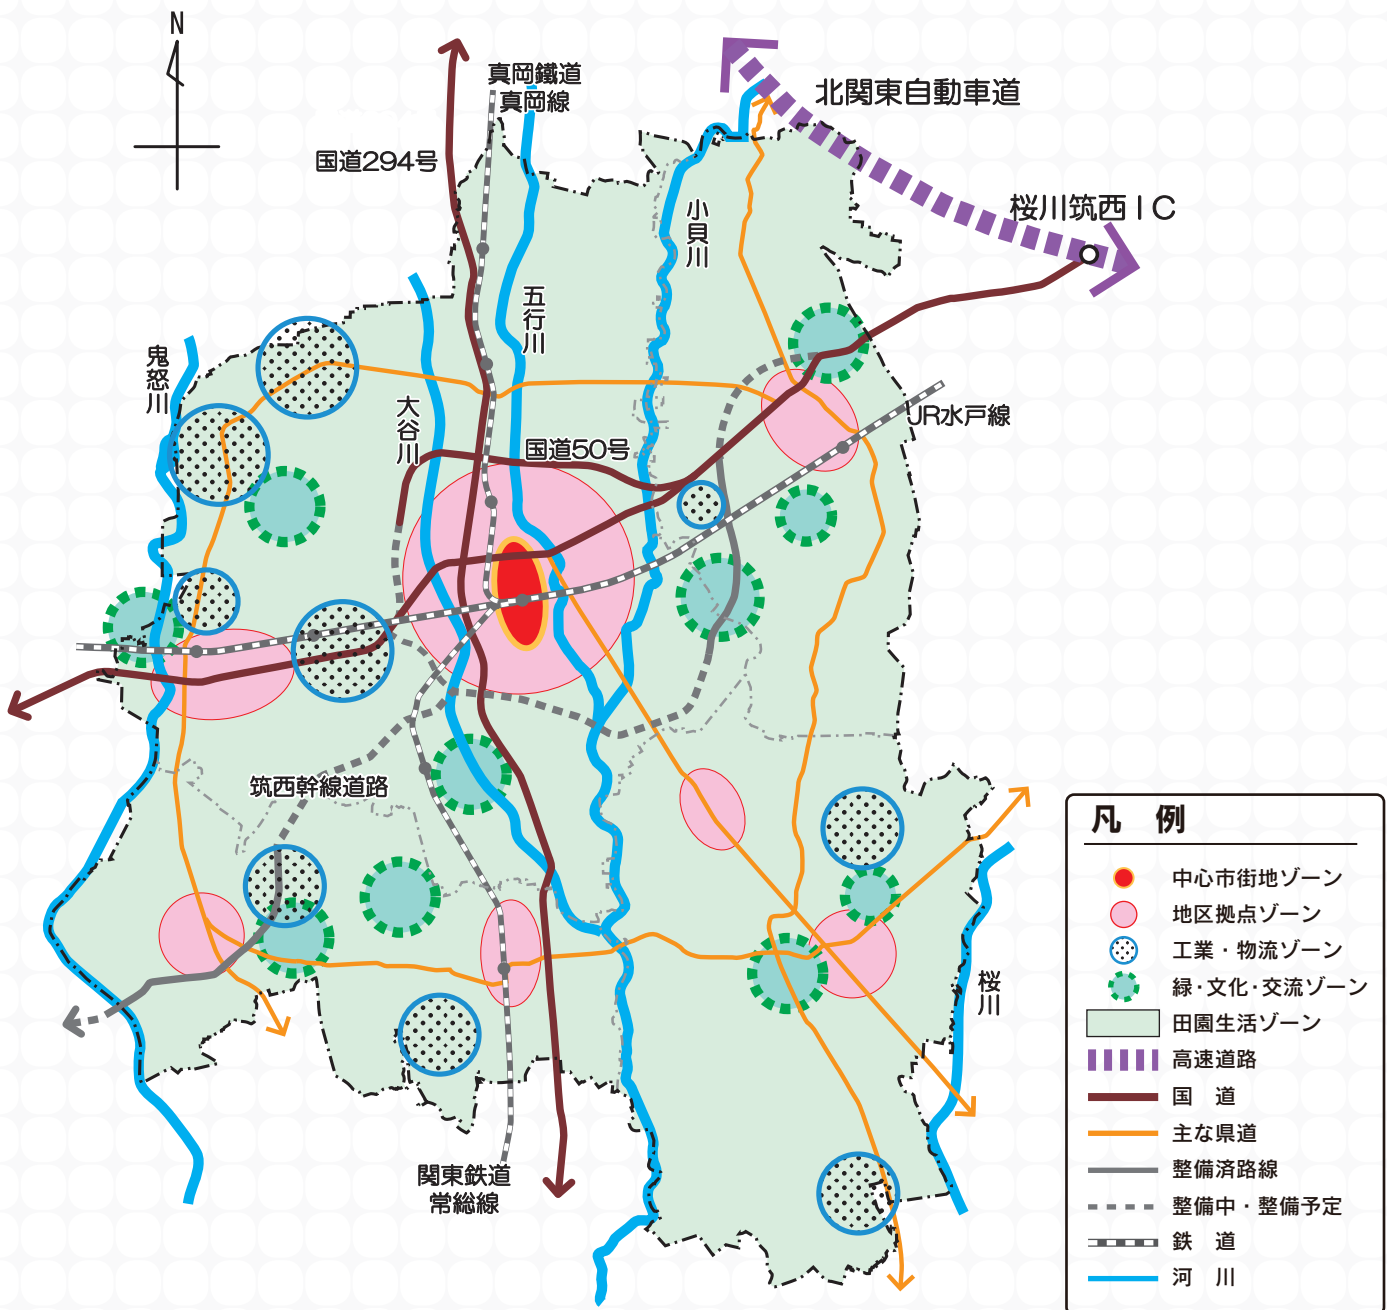 N
真岡鐵道
真岡線
北関東自動車道
国道294号
桜川筑西IC
小貝川
五行川
鬼怒川
大谷川
JR水戸線
国道50号
筑西幹線道路
桜川
関東鉄道
常総線
凡 例
中心市街地ゾーン
地区拠点ゾーン
工業・物流ゾーン
緑・文化・交流ゾーン
田園生活ゾーン
高速道路
国 道
主な県道
整備済路線
整備中・整備予定
鉄 道
河 川